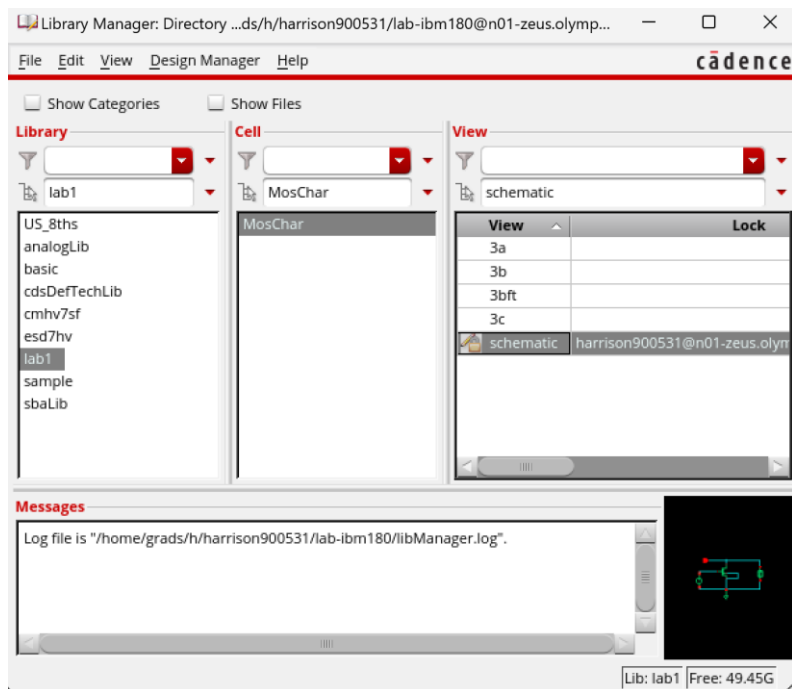 Library Manager: Directory ...ds/h/harrison900531/lab-ibm180@n01-zeus.olymp...
File Edit View Design Manager Help
cādence
Show Categories Show Files
Library Cell View
lab1 MosChar schematic
US_8ths MosChar View Lock
analogLib 3a
basic 3b
cdsDefTechLib 3bft
cmhv7sf 3c
esd7hv schematic harrison900531@n01-zeus.olym
lab1
sample
sbaLib
Messages
Log file is "/home/grads/h/harrison900531/lab-ibm180/libManager.log".
Lib: lab1 Free: 49.45G